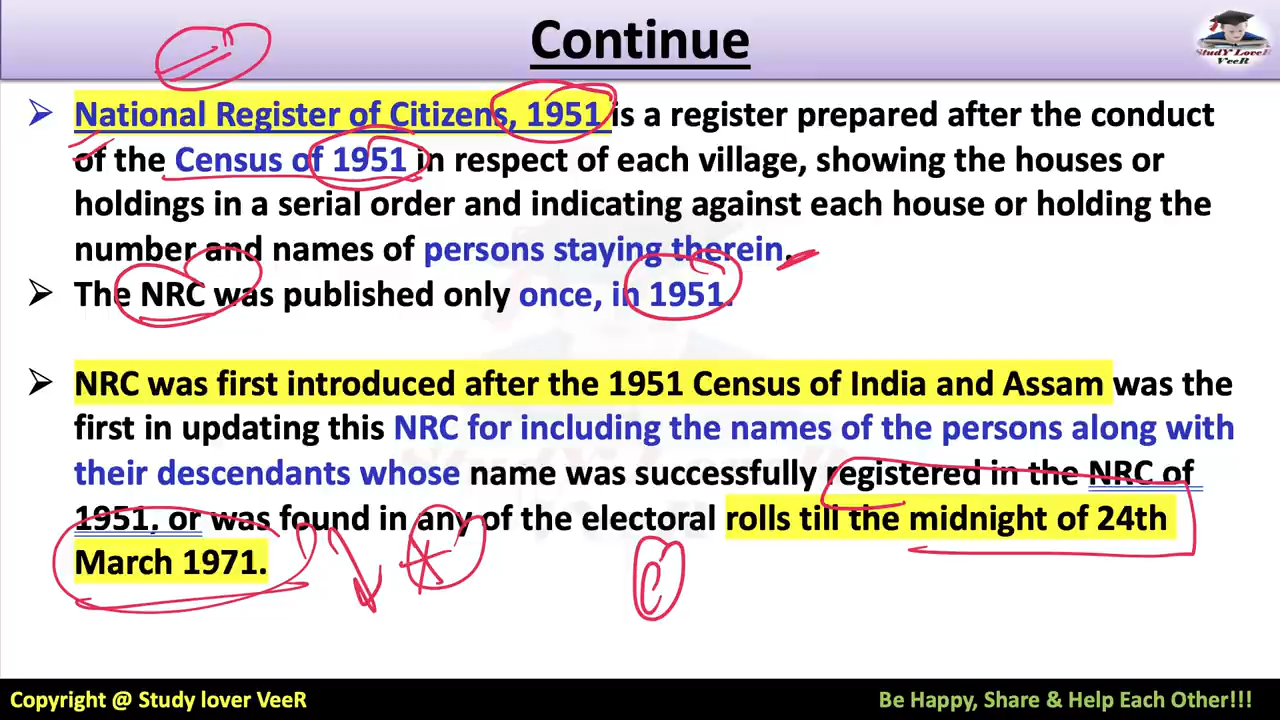 Continue
StudY LoveR
VeeR
➢ National Register of Citizens, 1951 is a register prepared after the conduct
of the Census of 1951 in respect of each village, showing the houses or
holdings in a serial order and indicating against each house or holding the
number and names of persons staying therein.
➢ The NRC was published only once, in 1951.
➢ NRC was first introduced after the 1951 Census of India and Assam was the
first in updating this NRC for including the names of the persons along with
their descendants whose name was successfully registered in the NRC of
1951, or was found in any of the electoral rolls till the midnight of 24th
March 1971.
Copyright @ Study lover VeeR
Be Happy, Share & Help Each Other!!!